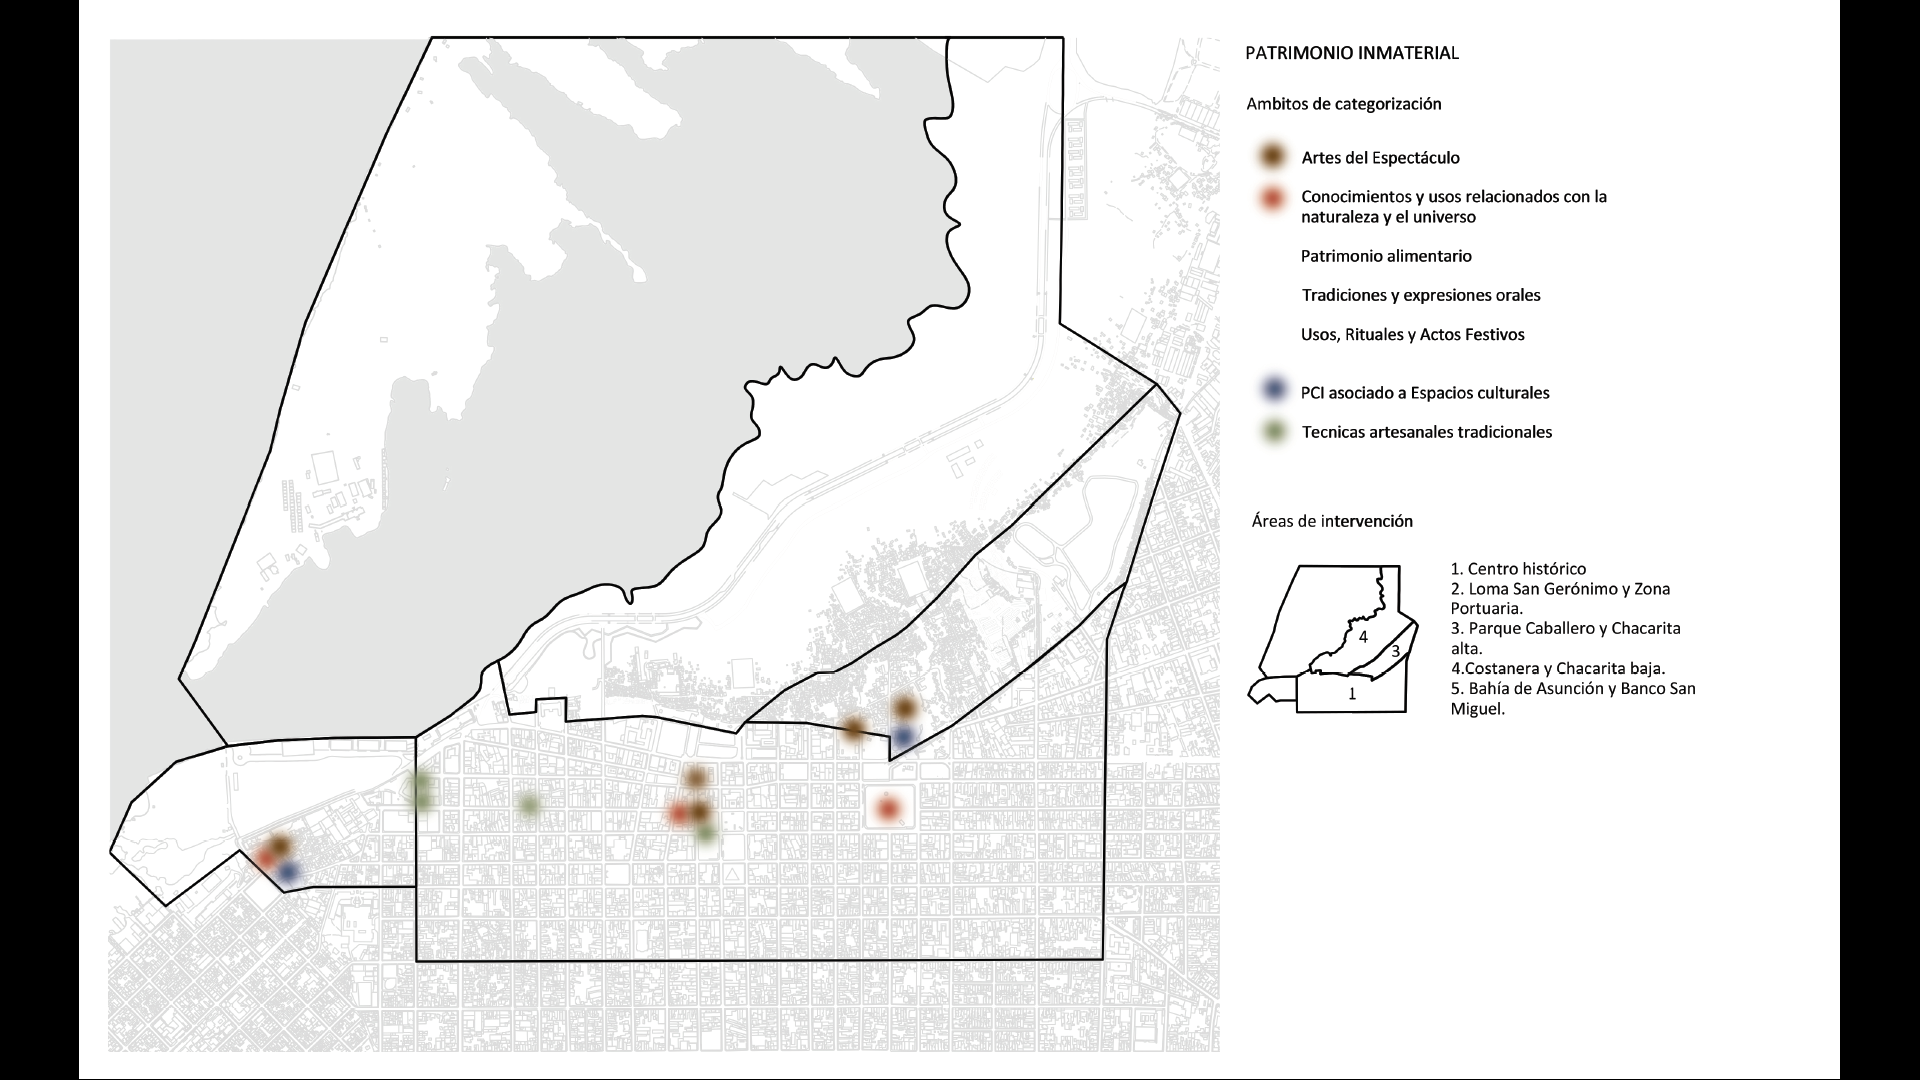 PATRIMONIO INMATERIAL
Ambitos de categorización
Artes del Espectáculo
Conocimientos y usos relacionados con la
naturaleza y el universo
Patrimonio alimentario
Tradiciones y expresiones orales
Usos, Rituales y Actos Festivos
PCI asociado a Espacios culturales
Tecnicas artesanales tradicionales
Áreas de intervención
4
3
1
1. Centro histórico
2. Loma San Gerónimo y Zona
Portuaria.
3. Parque Caballero y Chacarita
alta.
4.Costanera y Chacarita baja.
5. Bahía de Asunción y Banco San
Miguel.